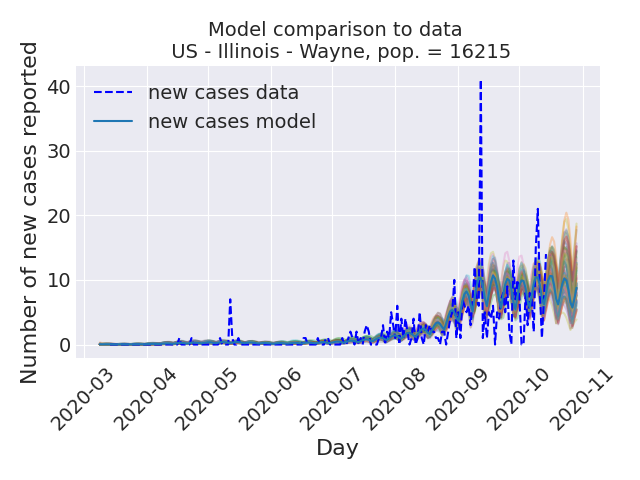 Model comparison to data
US - Illinois - Wayne, pop. = 16215
Number of new cases reported
40
30
20
10
0
new cases data
new cases model
2020-03
2020-04
2020-05
2020-06
2020-07
2020-08
2020-09
2020-10
2020-11
Day